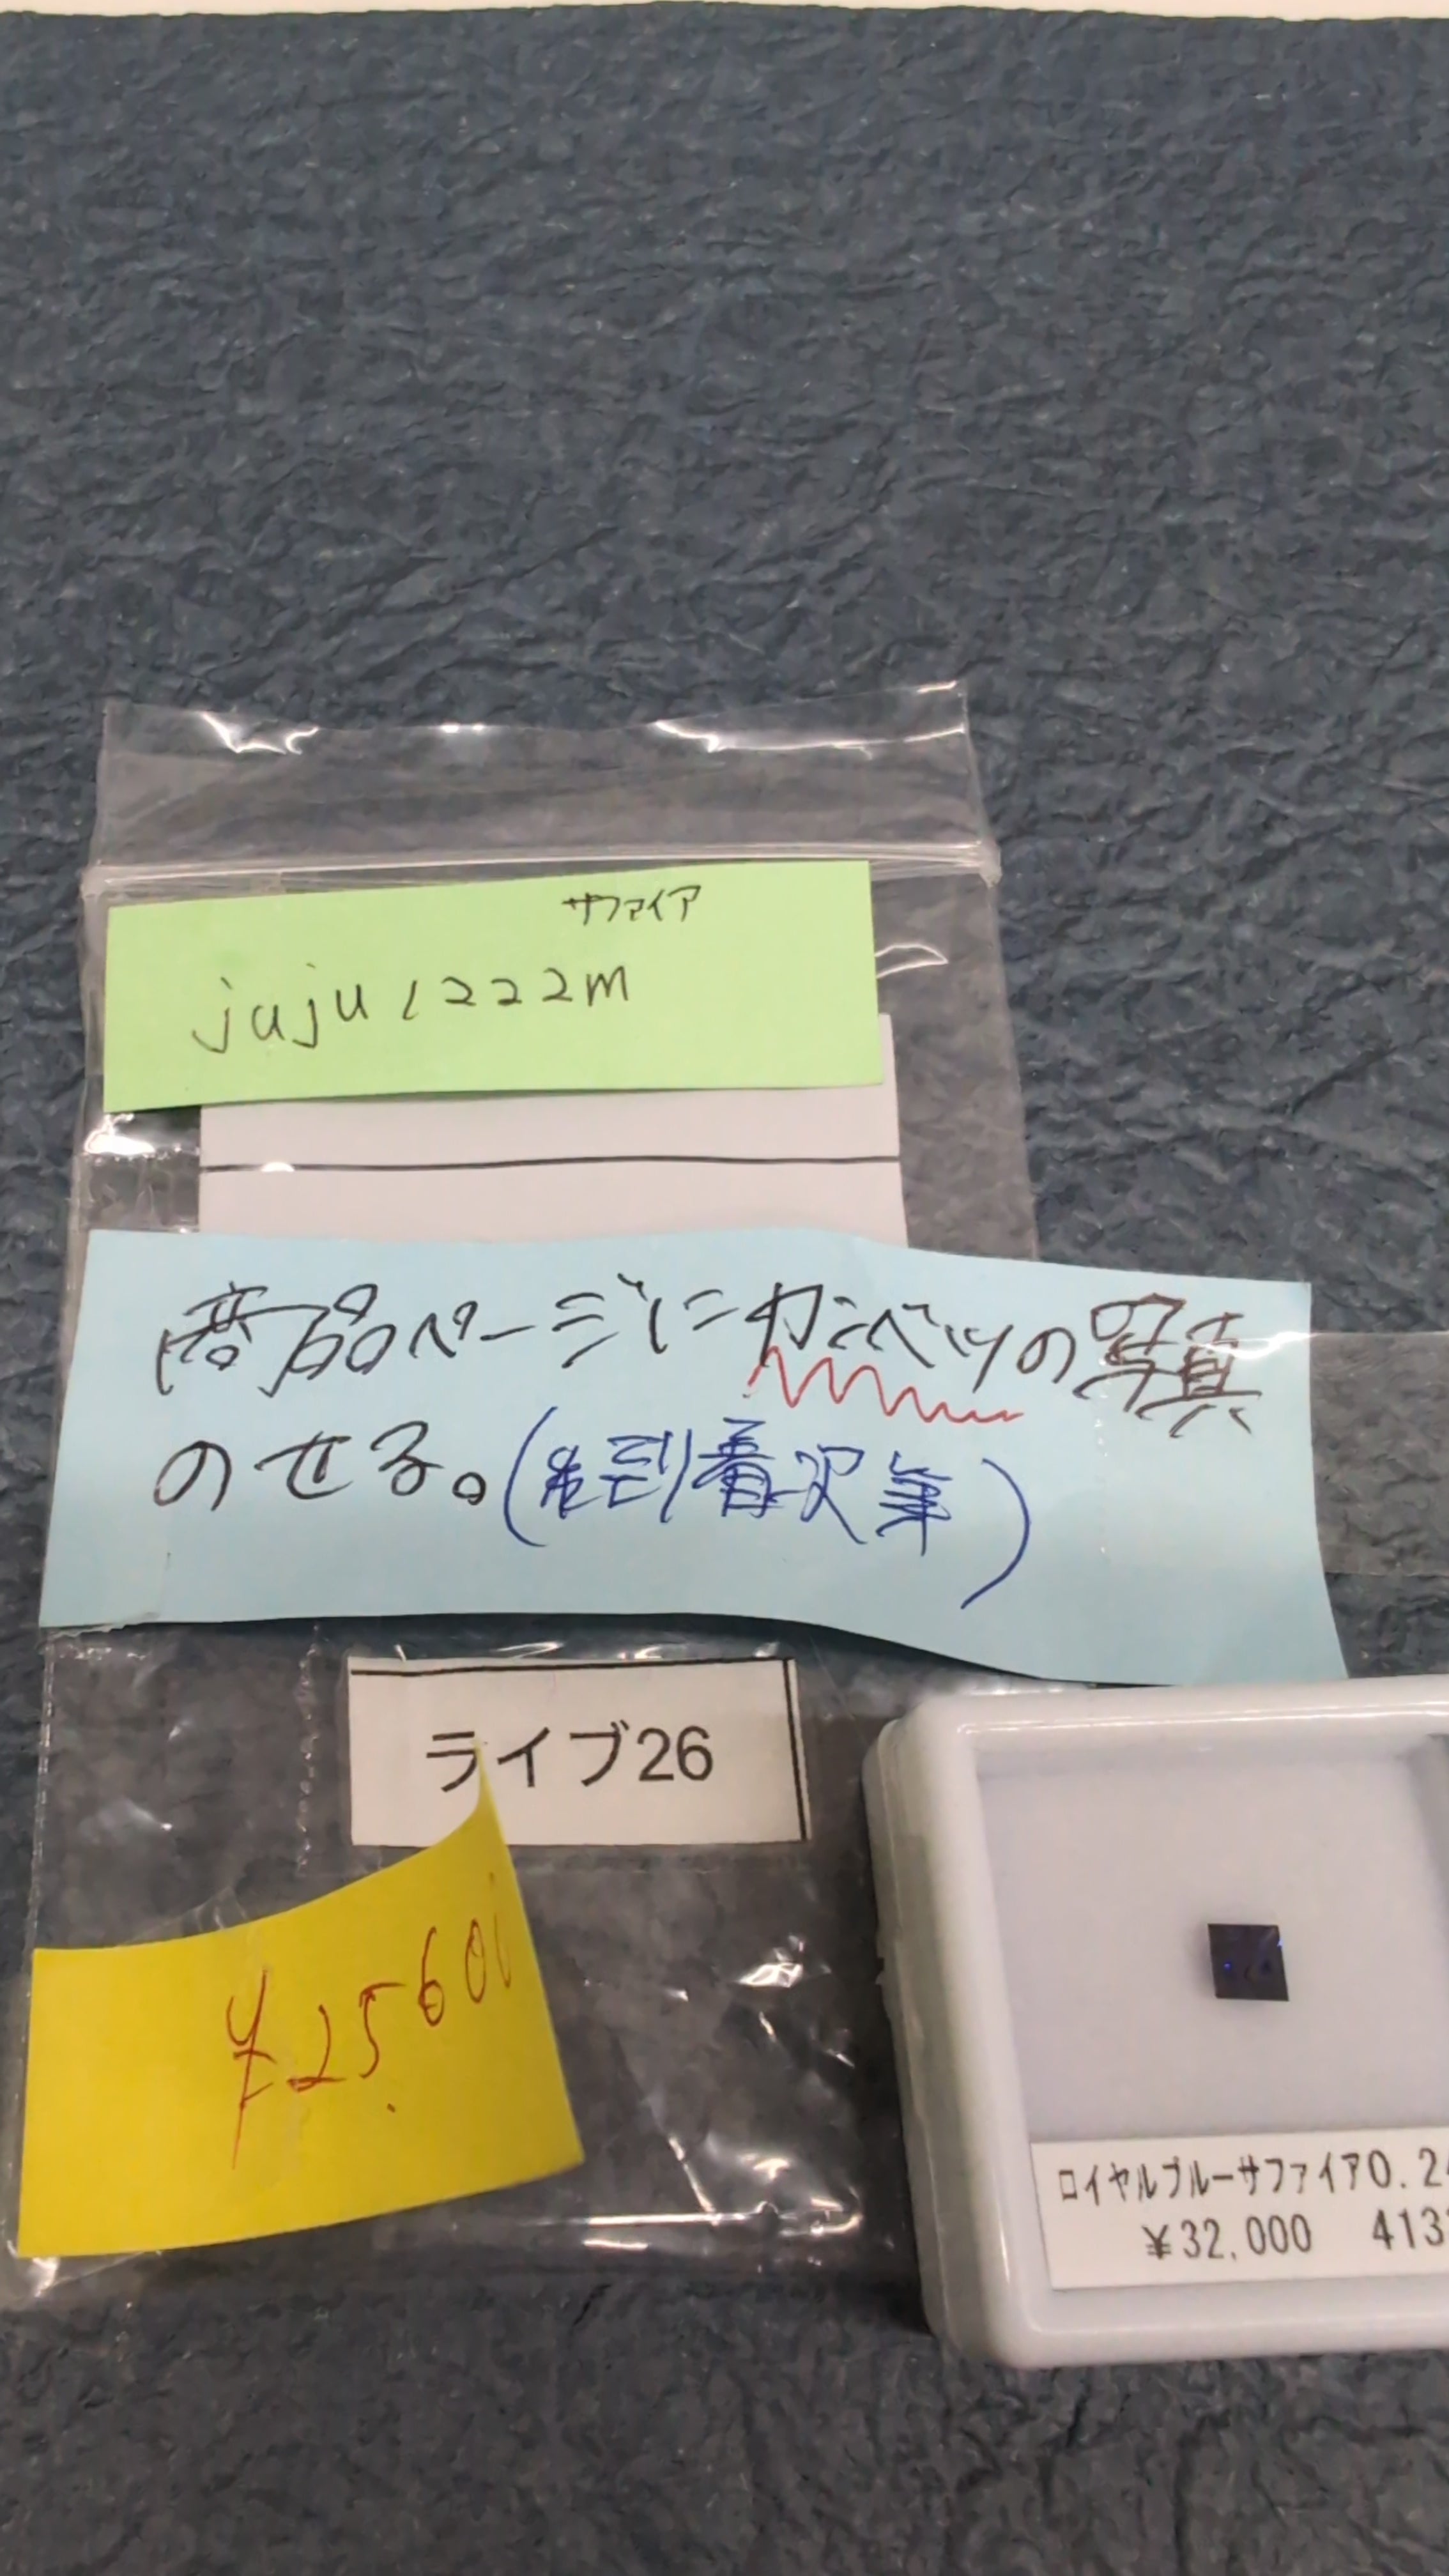 サファイア
juju1222m
商品ページにカンベツの写真
のせる。(先到着次第)
ライブ26
¥25600
ロイヤルブルーサファイア0.2
¥32,000 413